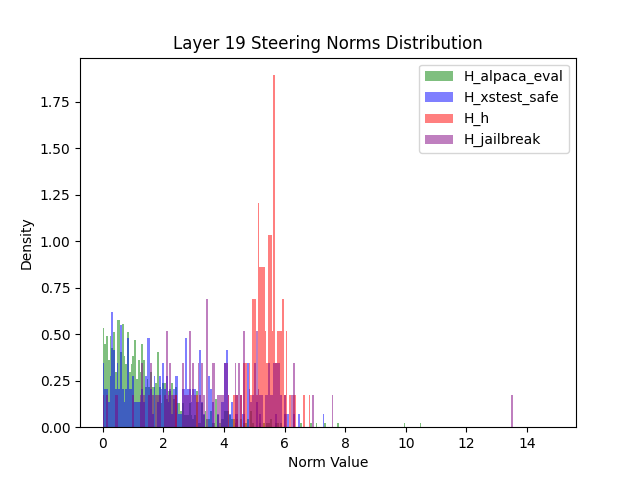 Layer 19 Steering Norms Distribution
H_alpaca_eval
H_xstest_safe
H_h
H_jailbreak
Density
1.75
1.50
1.25
1.00
0.75
0.50
0.25
0.00
0 2 4 6 8 10 12 14
Norm Value